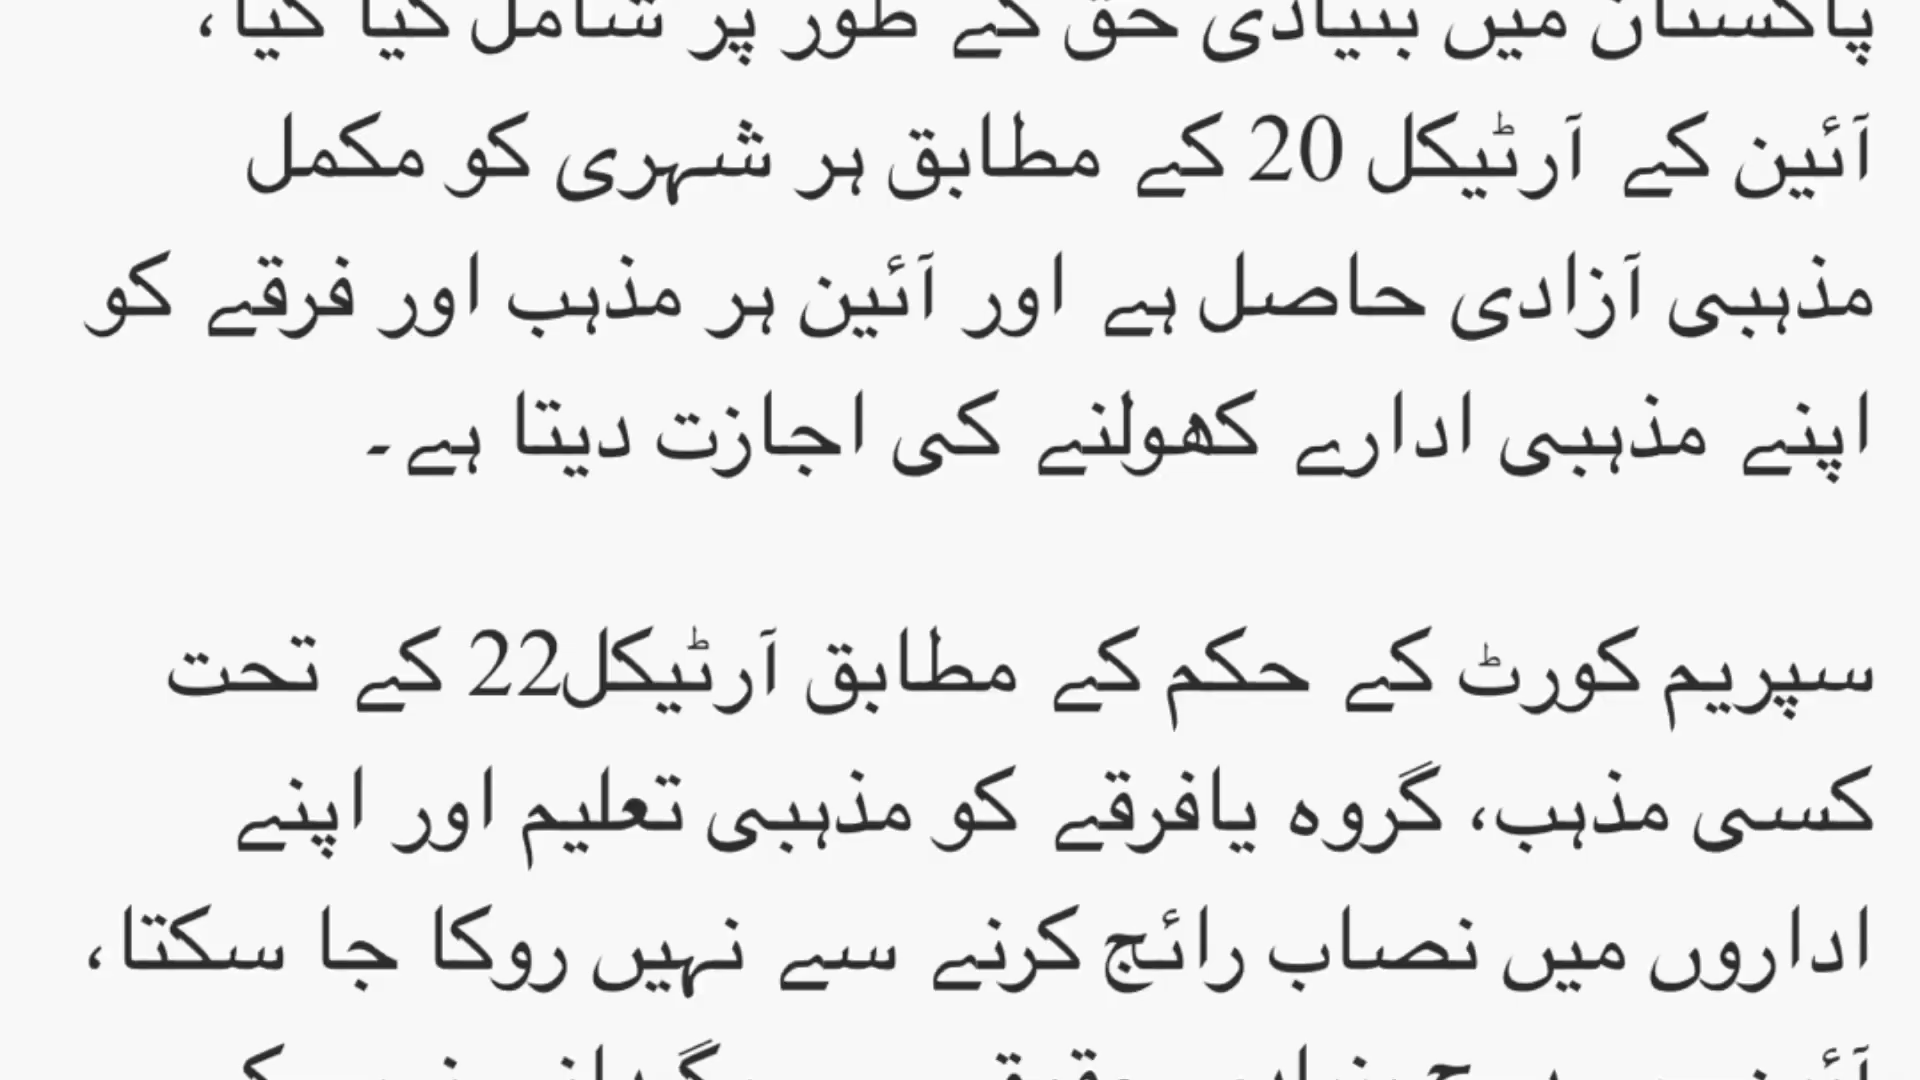 پاکستان میں بنیادی حق کے طور پر شامل کیا گیا،
آئین کے آرٹیکل 20 کے مطابق ہر شہری کو مکمل
مذہبی آزادی حاصل ہے اور آئین ہر مذہب اور فرقے کو
اپنے مذہبی ادارے کھولنے کی اجازت دیتا ہے۔
سپریم کورٹ کے حکم کے مطابق آرٹیکل22 کے تحت
کسی مذہب، گروہ یافرقے کو مذہبی تعلیم اور اپنے
اداروں میں نصاب رائج کرنے سے نہیں روکا جا سکتا،
آئین